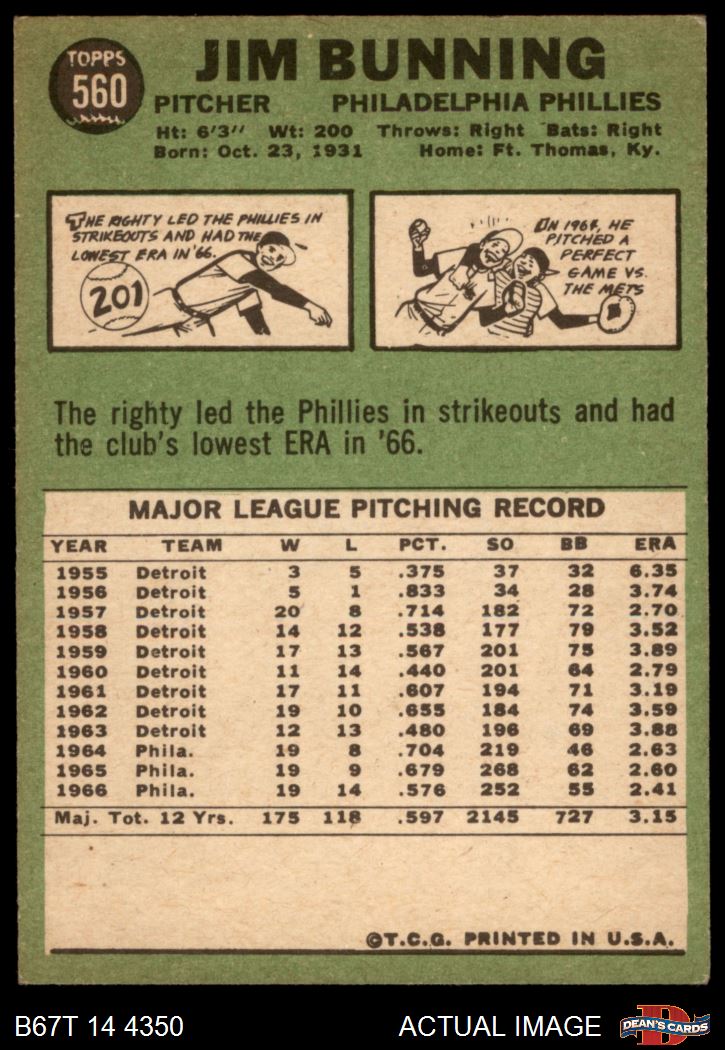 TOPPS
560
JIM BUNNING
PITCHER PHILADELPHIA PHILLIES
Ht: 6'3" Wt: 200 Throws: Right Bats: Right
Born: Oct. 23, 1931 Home: Ft. Thomas, Ky.
THE RIGHTY LED THE PHILLIES IN
STRIKEOUTS AND HAD THE
LOWEST ERA IN '66.
201
IN 1964, HE
PITCHED A
PERFECT
GAME VS.
THE METS
The righty led the Phillies in strikeouts and had
the club's lowest ERA in '66.
MAJOR LEAGUE PITCHING RECORD
YEAR TEAM W L PCT. SO BB ERA
1955 Detroit 3 5 .375 37 32 6.35
1956 Detroit 5 1 .833 34 28 3.74
1957 Detroit 20 8 .714 182 72 2.70
1958 Detroit 14 12 .538 177 79 3.52
1959 Detroit 17 13 .567 201 75 3.89
1960 Detroit 11 14 .440 201 64 2.79
1961 Detroit 17 11 .607 194 71 3.19
1962 Detroit 19 10 .655 184 74 3.59
1963 Detroit 12 13 .480 196 69 3.88
1964 Phila. 19 8 .704 219 46 2.63
1965 Phila. 19 9 .679 268 62 2.60
1966 Phila. 19 14 .576 252 55 2.41
Maj. Tot. 12 Yrs. 175 118 .597 2145 727 3.15
©T.C.G. PRINTED IN U.S.A.
B67T 14 4350 ACTUAL IMAGE DEAN'S CARDS